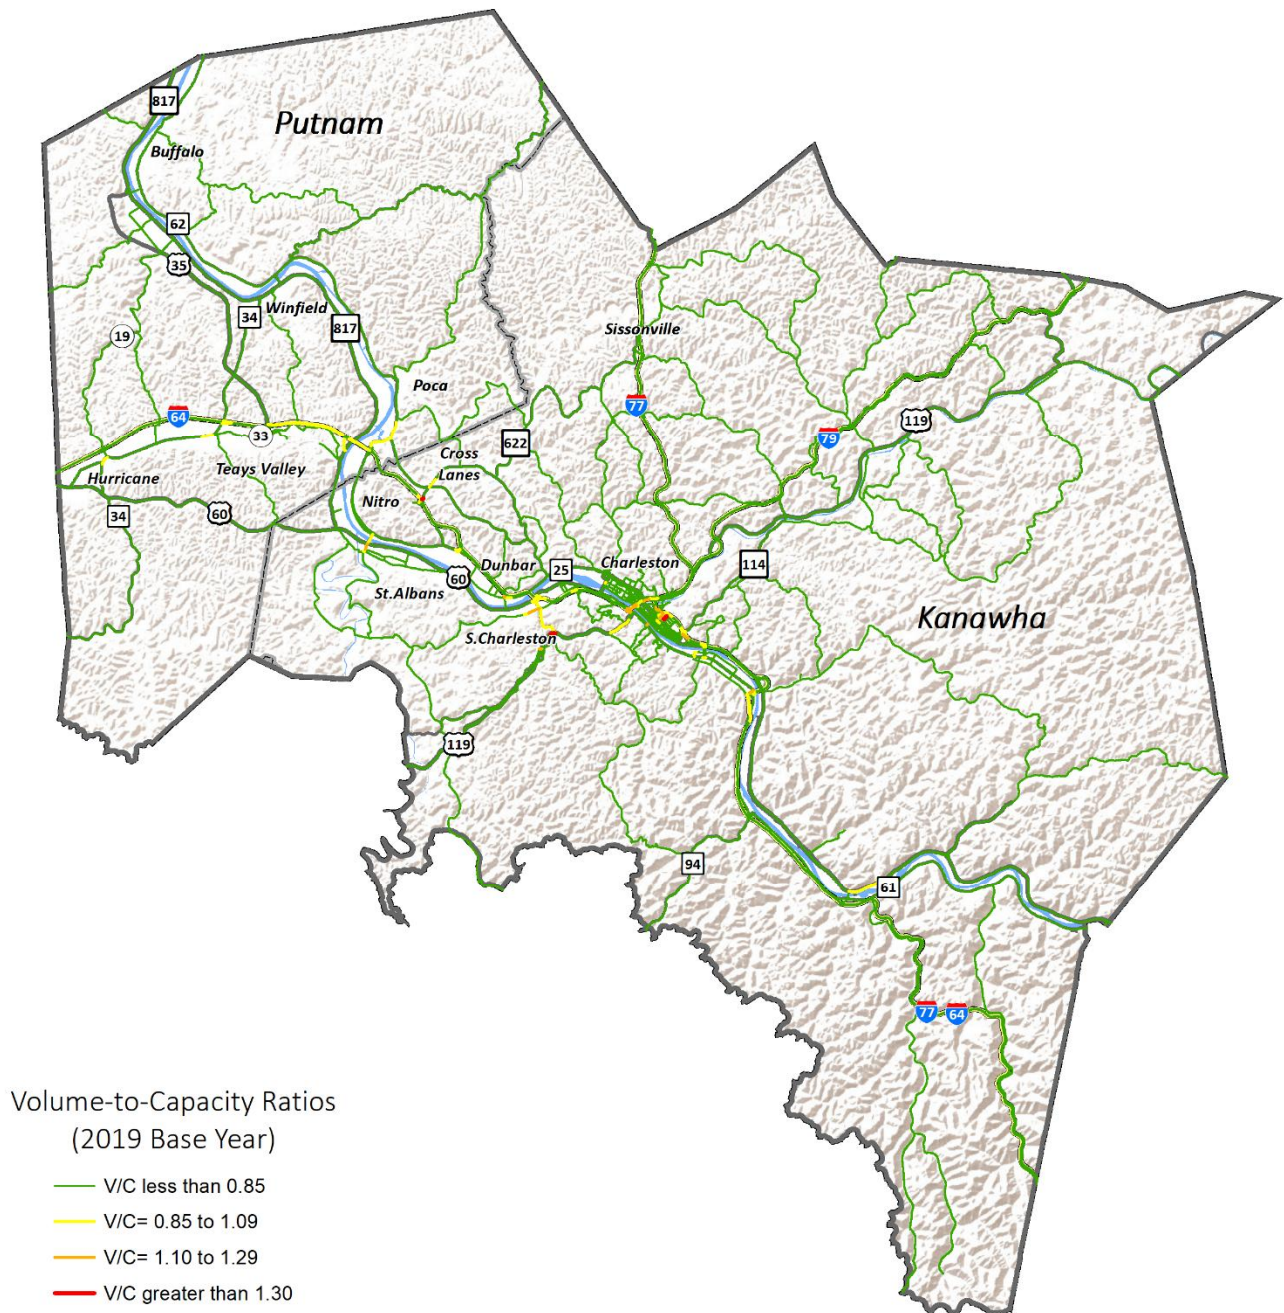 817
Putnam
Buffalo
62
35
Winfield
34
817
19
Sissonville
Poca
77
64
33
622
119
79
Cross
Lanes
Teays Valley
Hurricane
Nitro
34
60
Dunbar
25
Charleston
114
60
St.Albans
Kanawha
S.Charleston
119
94
61
77
64
Volume-to-Capacity Ratios
(2019 Base Year)
V/C less than 0.85
V/C= 0.85 to 1.09
V/C= 1.10 to 1.29
V/C greater than 1.30